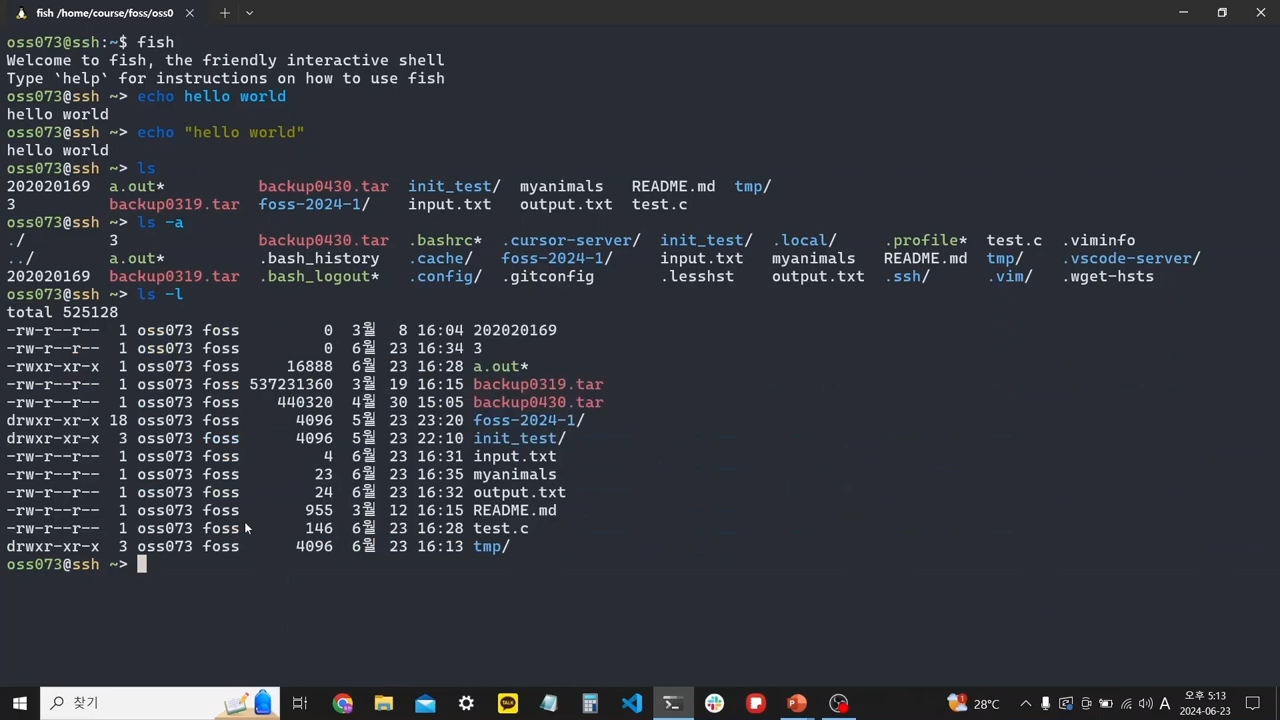 fish /home/course/foss/oss0
oss073@ssh:~$ fish
Welcome to fish, the friendly interactive shell
Type `help` for instructions on how to use fish
oss073@ssh ~> echo hello world
hello world
oss073@ssh ~> echo "hello world"
hello world
oss073@ssh ~> ls
202020169  a.out*          backup0430.tar  init_test/  myanimals   README.md  tmp/
3          backup0319.tar  foss-2024-1/    input.txt   output.txt  test.c
oss073@ssh ~> ls -a
./         3               backup0430.tar  .bashrc*    .cursor-server/  init_test/  .local/     .profile*  test.c  .viminfo
../        a.out*          .bash_history   .cache/     foss-2024-1/     input.txt   myanimals   README.md  tmp/    .vscode-server/
202020169  backup0319.tar  .bash_logout*   .config/    .gitconfig       .lesshst    output.txt  .ssh/      .vim/   .wget-hsts
oss073@ssh ~> ls -l
total 525128
-rw-r--r--  1 oss073 foss         0  3월  8 16:04 202020169
-rw-r--r--  1 oss073 foss         0  6월 23 16:34 3
-rwxr-xr-x  1 oss073 foss     16888  6월 23 16:28 a.out*
-rw-r--r--  1 oss073 foss 537231360  3월 19 16:15 backup0319.tar
-rw-r--r--  1 oss073 foss    440320  4월 30 15:05 backup0430.tar
drwxr-xr-x 18 oss073 foss      4096  5월 23 23:20 foss-2024-1/
drwxr-xr-x  3 oss073 foss      4096  5월 23 22:10 init_test/
-rw-r--r--  1 oss073 foss         4  6월 23 16:31 input.txt
-rw-r--r--  1 oss073 foss        23  6월 23 16:35 myanimals
-rw-r--r--  1 oss073 foss        24  6월 23 16:32 output.txt
-rw-r--r--  1 oss073 foss       955  3월 12 16:15 README.md
-rw-r--r--  1 oss073 foss       146  6월 23 16:28 test.c
drwxr-xr-x  3 oss073 foss      4096  6월 23 16:13 tmp/
oss073@ssh ~>
찾기
TALK
28°C
A
오후 5:13
2024-06-23